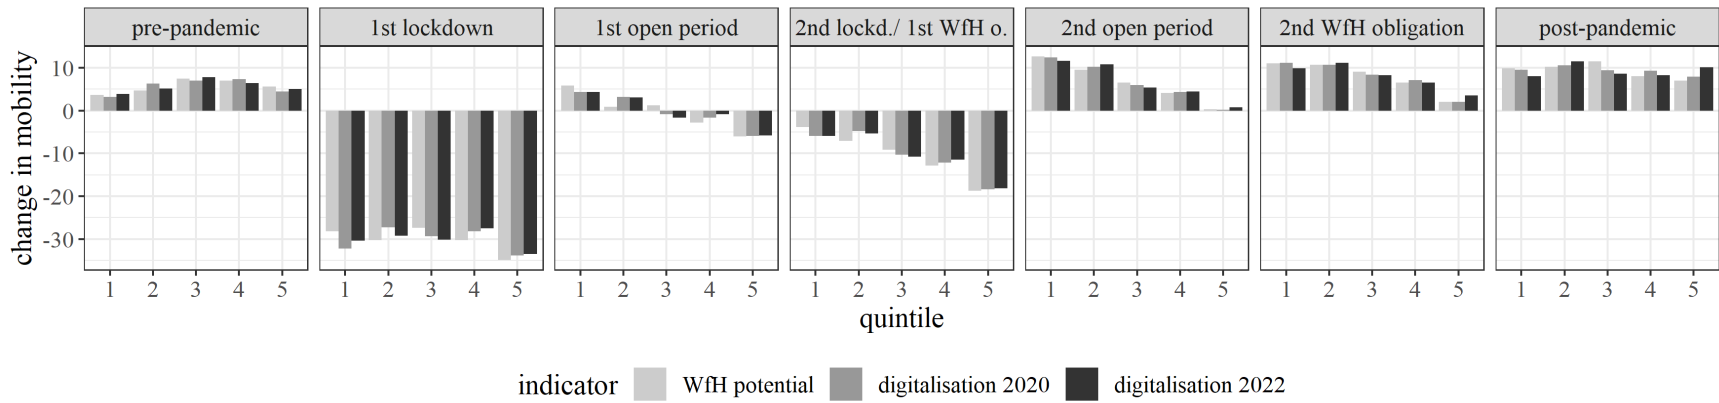 pre-pandemic 1st lockdown 1st open period 2nd lockd./ 1st WfH o. 2nd open period 2nd WfH obligation post-pandemic
change in mobility
10
0
-10
-20
-30
1 2 3 4 5 1 2 3 4 5 1 2 3 4 5 1 2 3 4 5 1 2 3 4 5 1 2 3 4 5 1 2 3 4 5
quintile
indicator WfH potential digitalisation 2020 digitalisation 2022